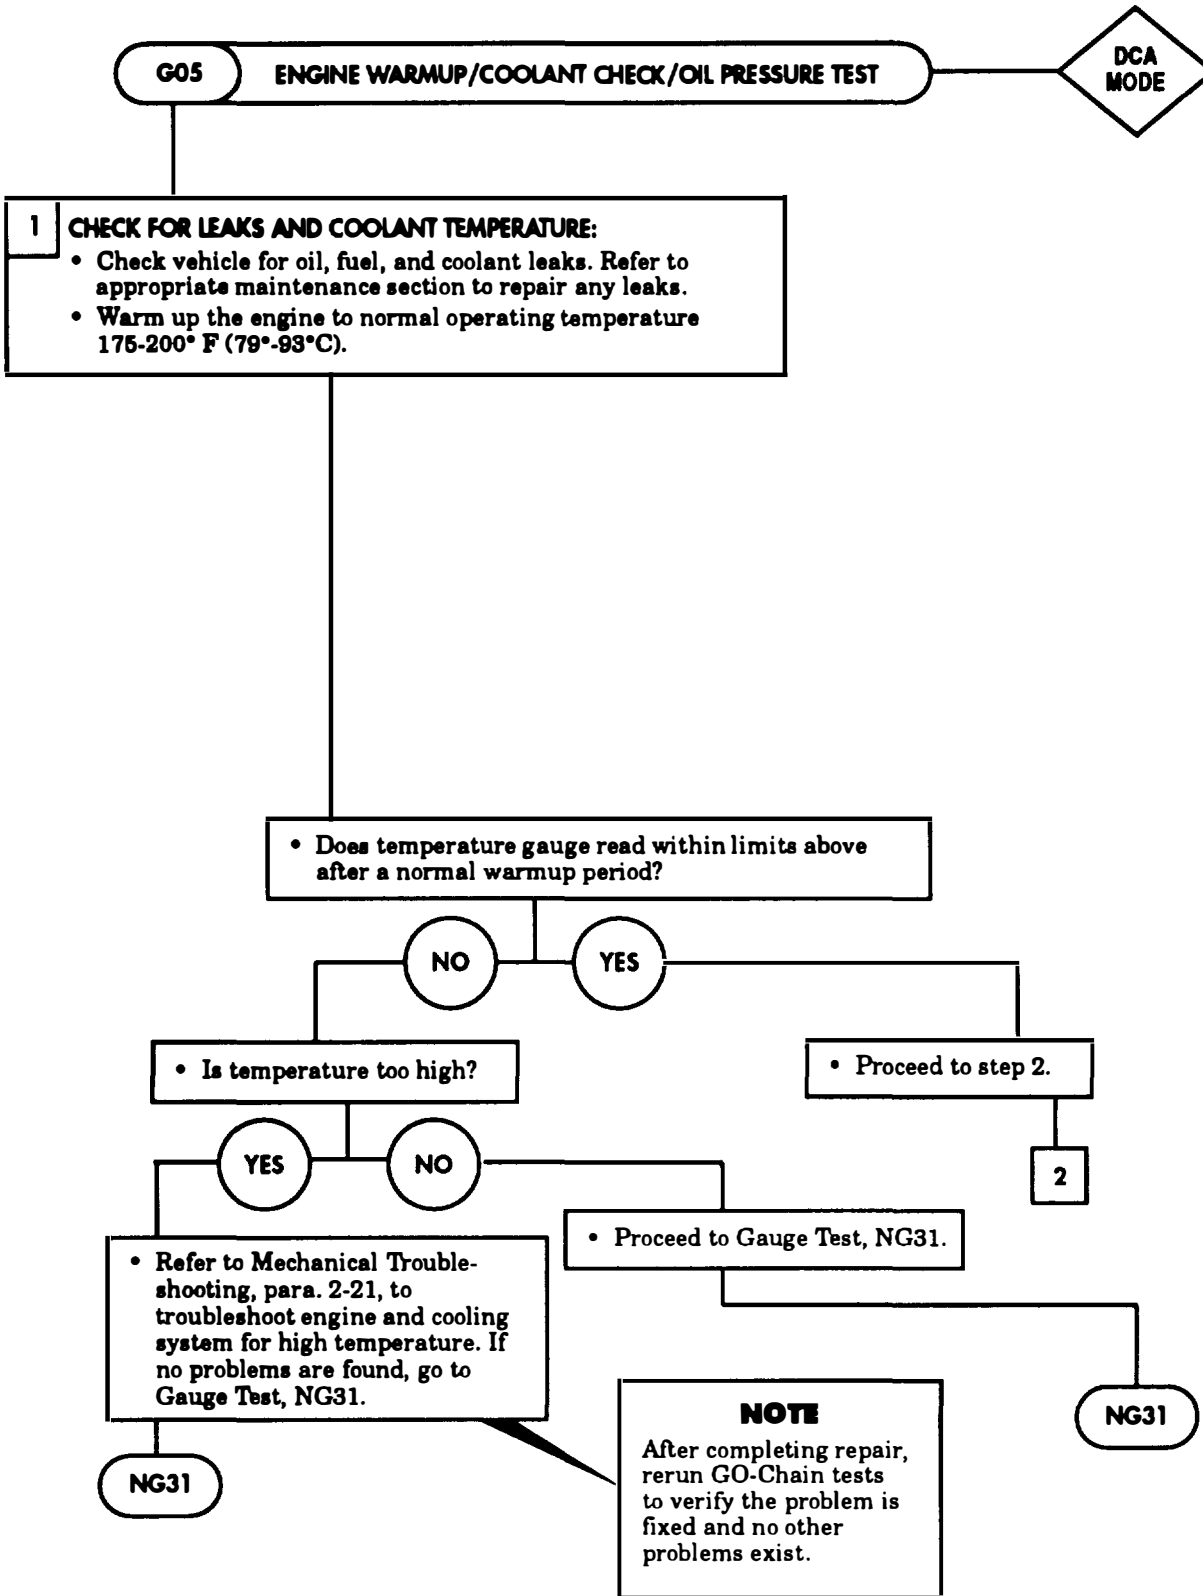 G05
ENGINE WARMUP/COOLANT CHECK/OIL PRESSURE TEST
DCA
MODE
1
CHECK FOR LEAKS AND COOLANT TEMPERATURE:
• Check vehicle for oil, fuel, and coolant leaks. Refer to
appropriate maintenance section to repair any leaks.
• Warm up the engine to normal operating temperature
175-200° F (79°-93°C).
• Does temperature gauge read within limits above
after a normal warmup period?
NO
YES
• Is temperature too high?
• Proceed to step 2.
YES
NO
2
• Refer to Mechanical Trouble-
shooting, para. 2-21, to
troubleshoot engine and cooling
system for high temperature. If
no problems are found, go to
Gauge Test, NG31.
• Proceed to Gauge Test, NG31.
NG31
NOTE
After completing repair,
rerun GO-Chain tests
to verify the problem is
fixed and no other
problems exist.
NG31